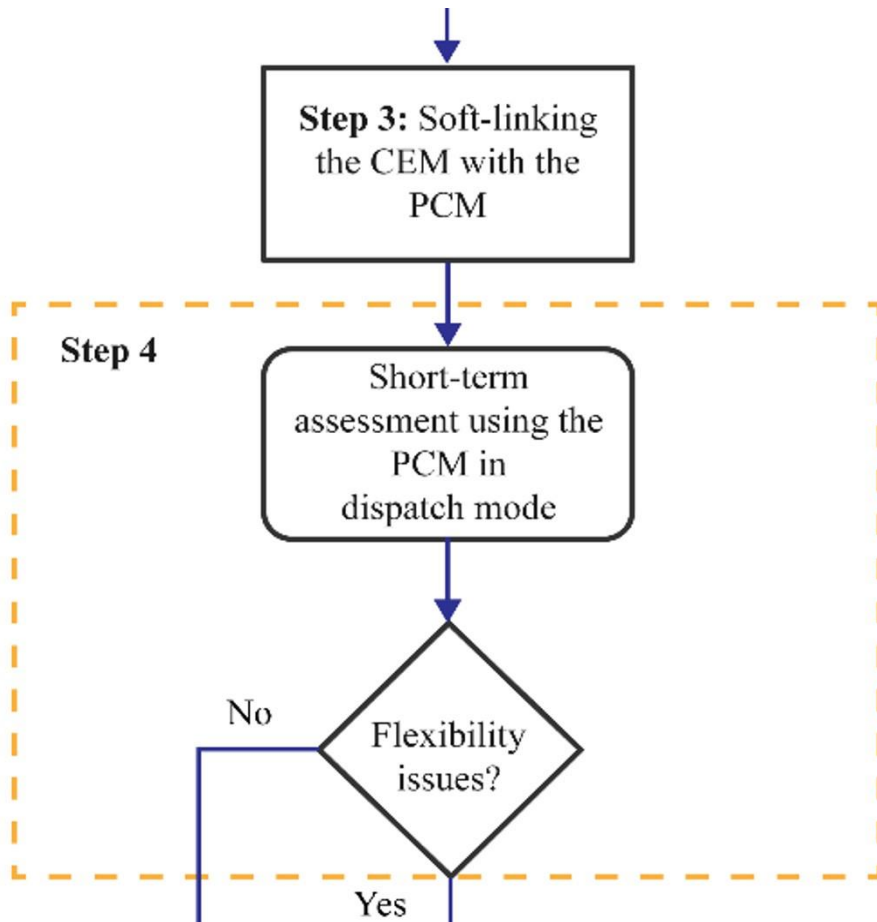 Step 3: Soft-linking
the CEM with the
PCM
Step 4
Short-term
assessment using the
PCM in
dispatch mode
No
Flexibility
issues?
Yes